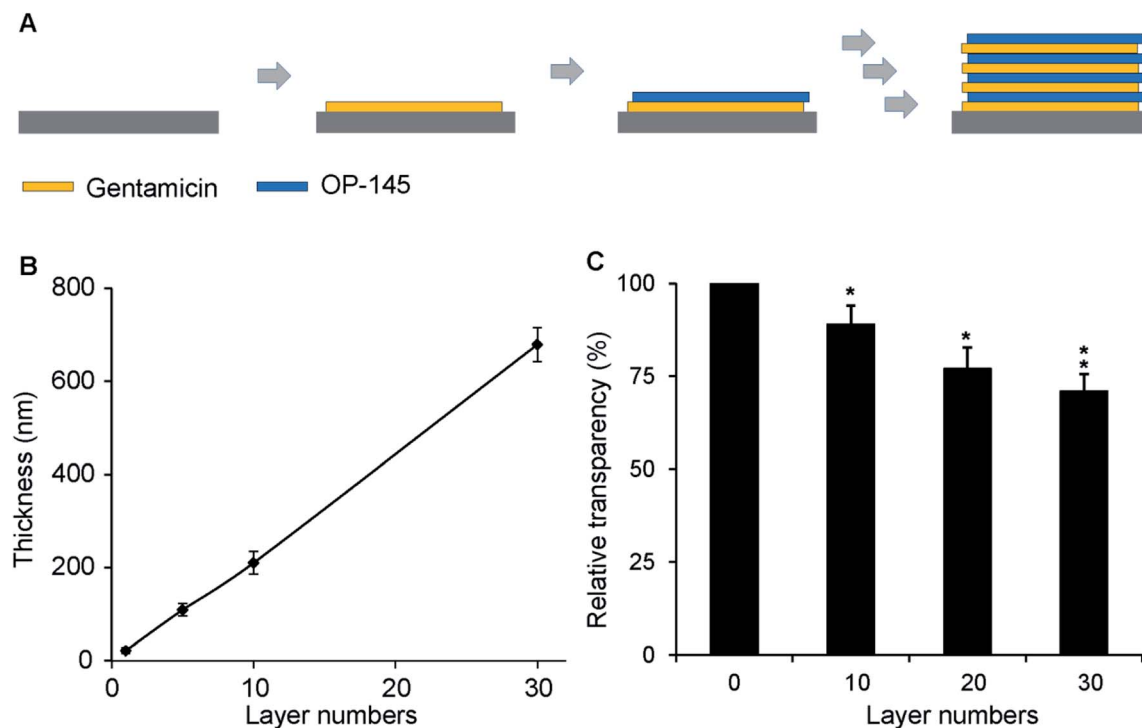 A
Gentamicin OP-145
B
800
600
400
200
0
Thickness (nm)
0 10 20 30
Layer numbers
C
100
75
50
25
0
Relative transparency (%)
*
*
*
*
0 10 20 30
Layer numbers